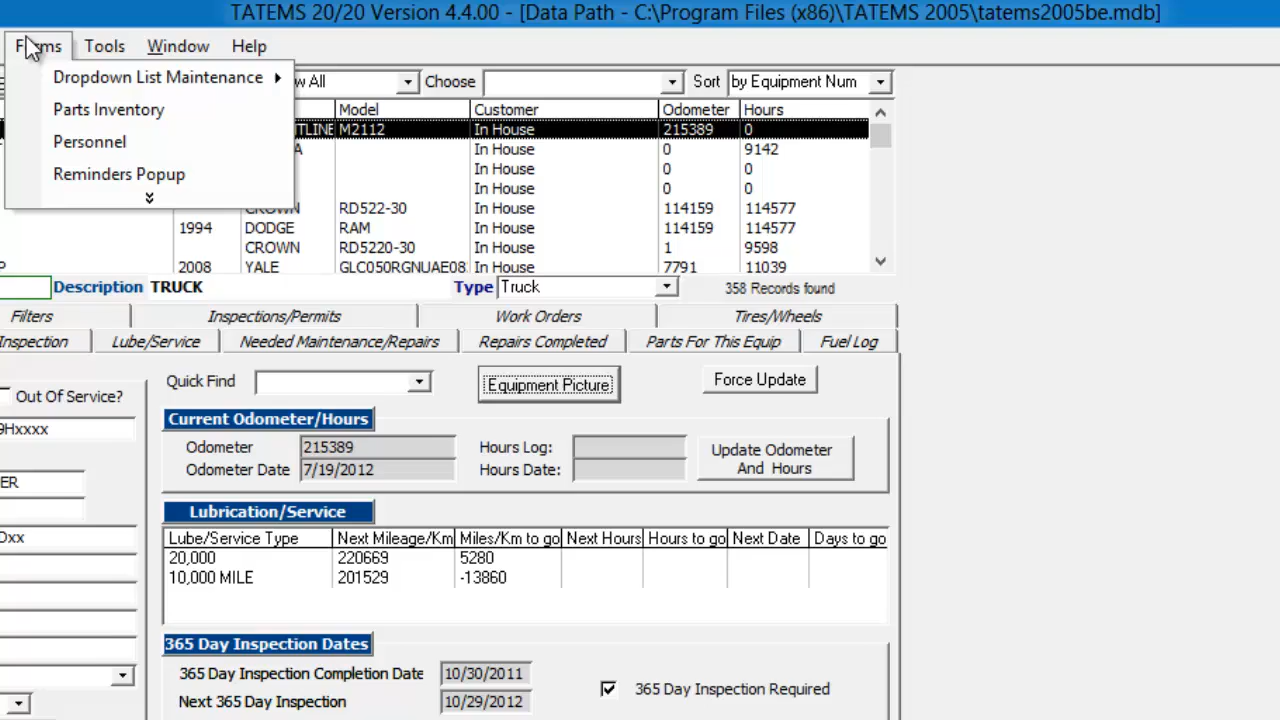 TATEMS 20/20 Version 4.4.00 - [Data Path - C:\Program Files (x86)\TATEMS 2005\tatems2005be.mdb]
Forms Tools Window Help
Dropdown List Maintenance
Parts Inventory
Personnel
Reminders Popup
w All Choose Sort by Equipment Num
Model Customer Odometer Hours
TLINE M2112 In House 215389 0
A In House 0 9142
In House 0 0
In House 0 0
CROWN RD522-30 In House 114159 114577
1994 DODGE RAM In House 114159 114577
CROWN RD5220-30 In House 1 9598
2008 YALE GLC050RGNUAE08 In House 7791 11039
Description TRUCK Type Truck 358 Records found
Filters Inspections/Permits Work Orders Tires/Wheels
Inspection Lube/Service Needed Maintenance/Repairs Repairs Completed Parts For This Equip Fuel Log
Out Of Service? Quick Find Equipment Picture Force Update
9Hxxxx
Current Odometer/Hours
Odometer 215389 Hours Log:
Odometer Date 7/19/2012 Hours Date:
Update Odometer
And Hours
ER
Lubrication/Service
Dxx
Lube/Service Type Next Mileage/Km Miles/Km to go Next Hours Hours to go Next Date Days to go
20,000 220669 5280
10,000 MILE 201529 -13860
365 Day Inspection Dates
365 Day Inspection Completion Date 10/30/2011
365 Day Inspection Required
Next 365 Day Inspection 10/29/2012